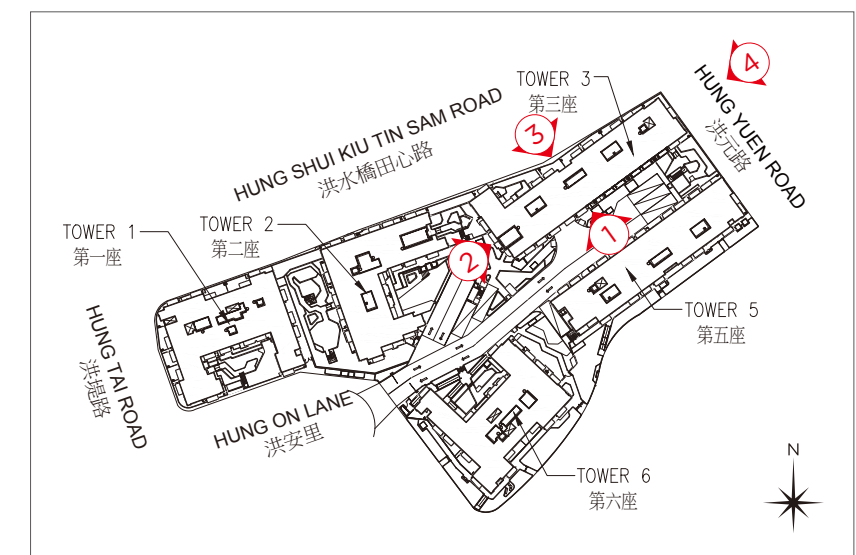 HUNG SHUI KIU TIN SAM ROAD
洪水橋田心路
TOWER 3
第三座
4
HUNG YUEN ROAD
洪元路
3
TOWER 1
第一座
TOWER 2
第二座
2
1
HUNG TAI ROAD
洪堤路
TOWER 5
第五座
HUNG ON LANE
洪安里
TOWER 6
第六座
N